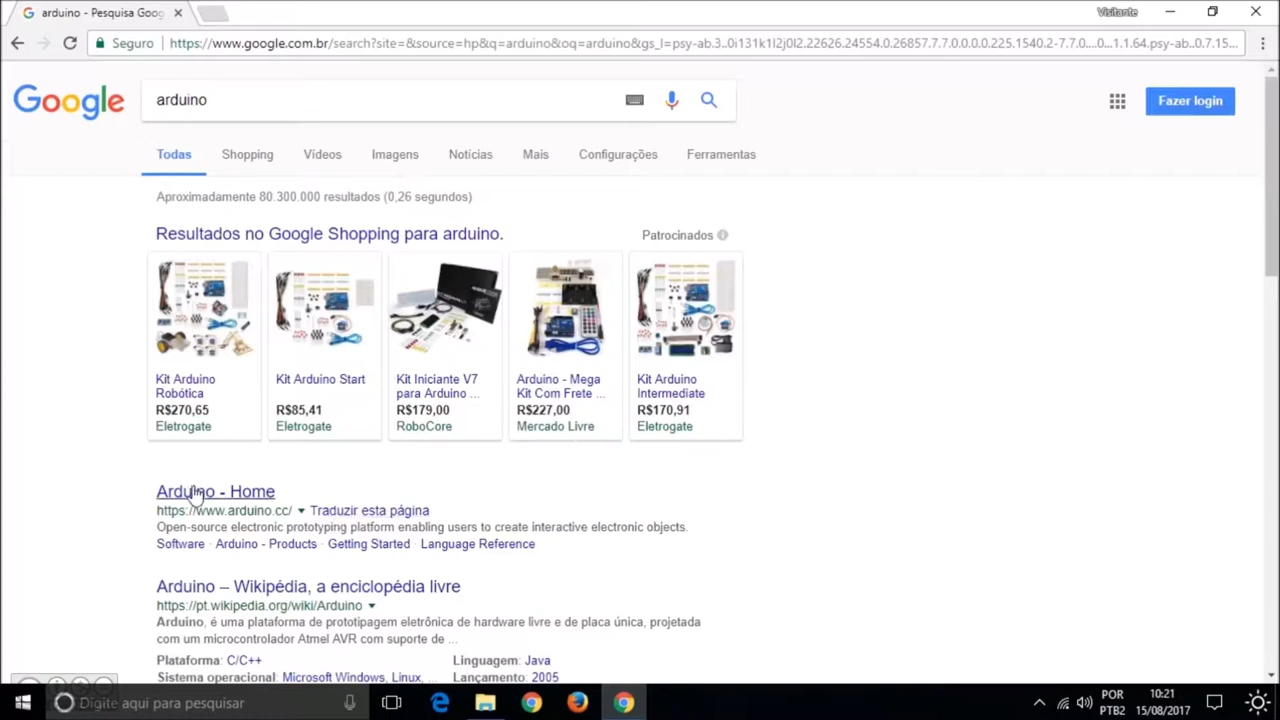 arduino - Pesquisa Goog
Visitante
Seguro
https://www.google.com.br/search?site=&source=hp&q=arduino&oq=arduino&gs_l=psy-ab.3..0i131k1l2j0l2.22626.24554.0.26857.7.7.0.0.0.0.225.1540.2-7.7.0....0...1.1.64.psy-ab..0.7.15...
Google
arduino
Fazer login
Todas Shopping Vídeos Imagens Notícias Mais Configurações Ferramentas
Aproximadamente 80.300.000 resultados (0,26 segundos)
Resultados no Google Shopping para arduino.
Patrocinados
Kit Arduino
Robótica
R$270,65
Eletrogate
Kit Arduino Start
R$85,41
Eletrogate
Kit Iniciante V7
para Arduino ...
R$179,00
RoboCore
Arduino - Mega
Kit Com Frete ...
R$227,00
Mercado Livre
Kit Arduino
Intermediate
R$170,91
Eletrogate
Arduino - Home
https://www.arduino.cc/ Traduzir esta página
Open-source electronic prototyping platform enabling users to create interactive electronic objects.
Software · Arduino - Products · Getting Started · Language Reference
Arduino – Wikipédia, a enciclopédia livre
https://pt.wikipedia.org/wiki/Arduino
Arduino, é uma plataforma de prototipagem eletrônica de hardware livre e de placa única, projetada
com um microcontrolador Atmel AVR com suporte de ...
Plataforma: C/C++ Linguagem: Java
Sistema operacional: Microsoft Windows, Linux, ... Lançamento: 2005
Digite aqui para pesquisar
POR
PTB2
10:21
15/08/2017